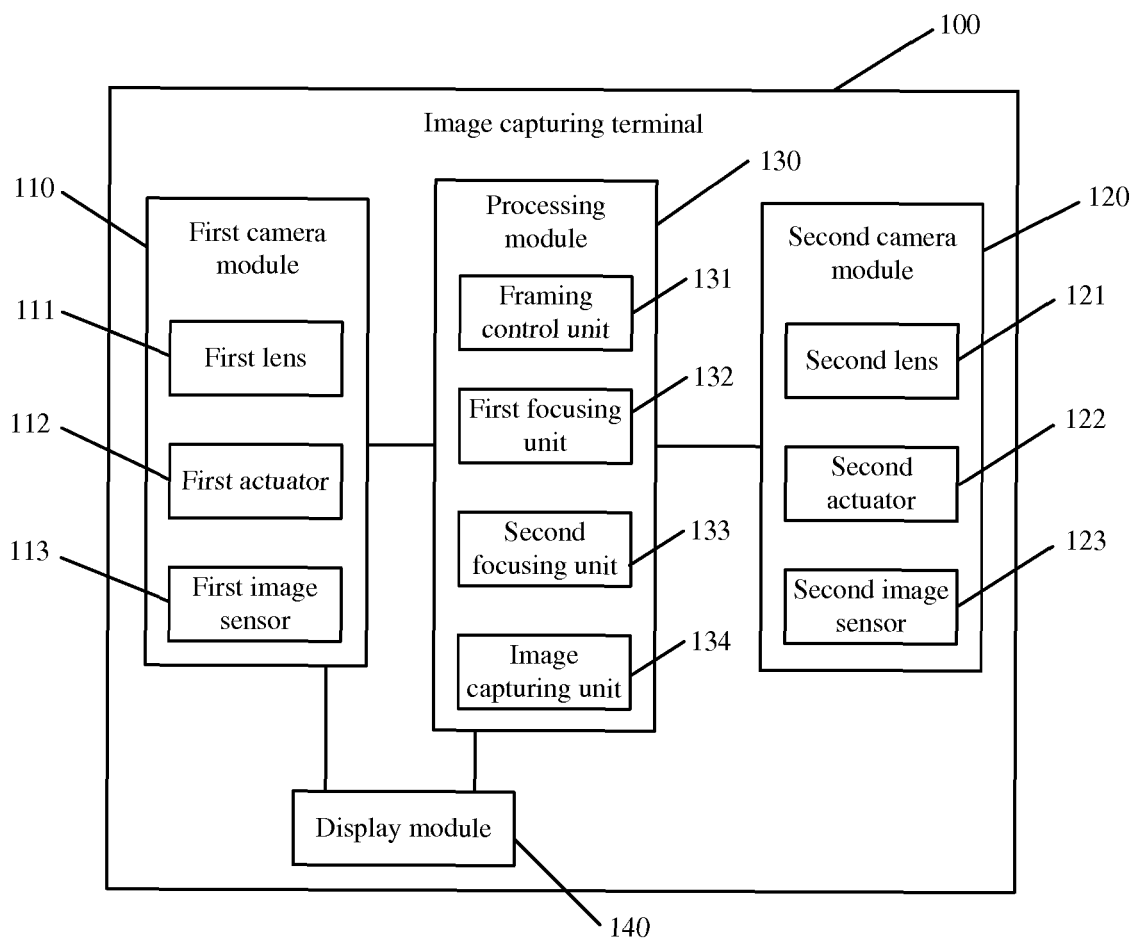 100
Image capturing terminal
110
First camera
module
111
First lens
112
First actuator
113
First image
sensor
130
Processing
module
131
Framing
control unit
132
First focusing
unit
133
Second
focusing unit
134
Image
capturing unit
120
Second camera
module
121
Second lens
122
Second
actuator
123
Second image
sensor
Display module
140